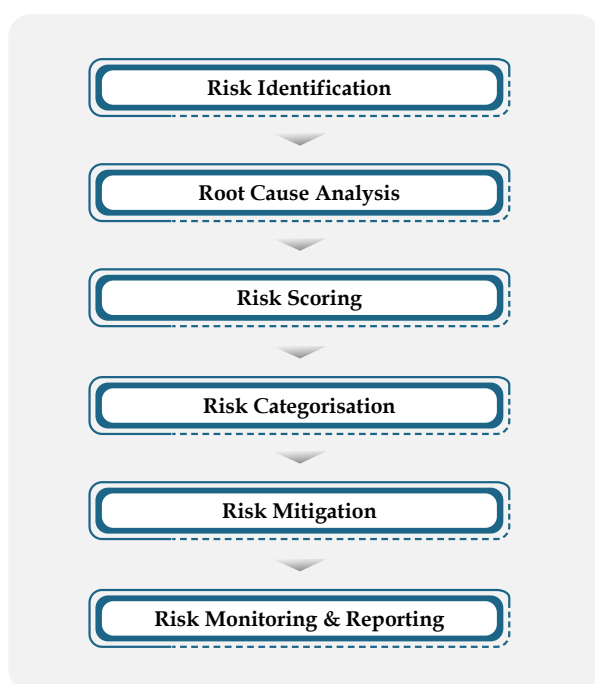 Risk Identification
Root Cause Analysis
Risk Scoring
Risk Categorisation
Risk Mitigation
Risk Monitoring & Reporting